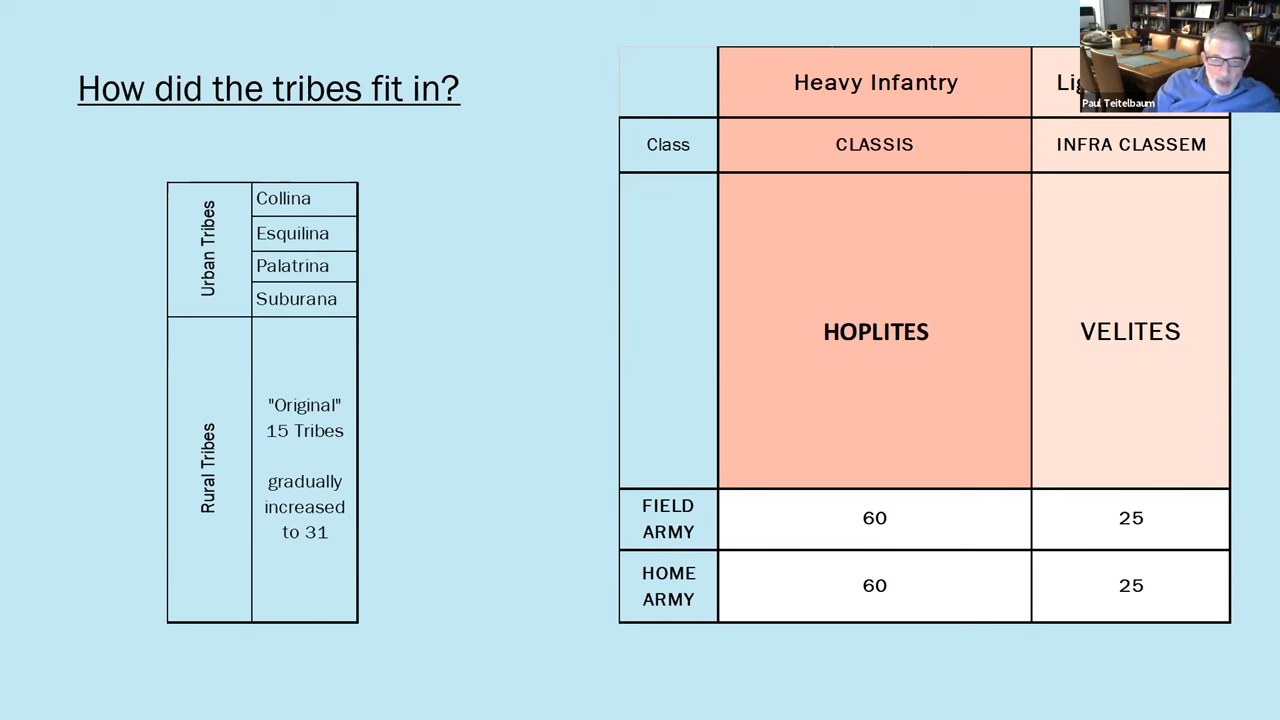 How did the tribes fit in?
Urban Tribes
Collina
Esquilina
Palatrina
Suburana
Rural Tribes
"Original"
15 Tribes
gradually
increased
to 31
Heavy Infantry
Paul Teitelbaum
Class
CLASSIS
INFRA CLASSEM
HOPLITES
VELITES
FIELD
ARMY
60
25
HOME
ARMY
60
25